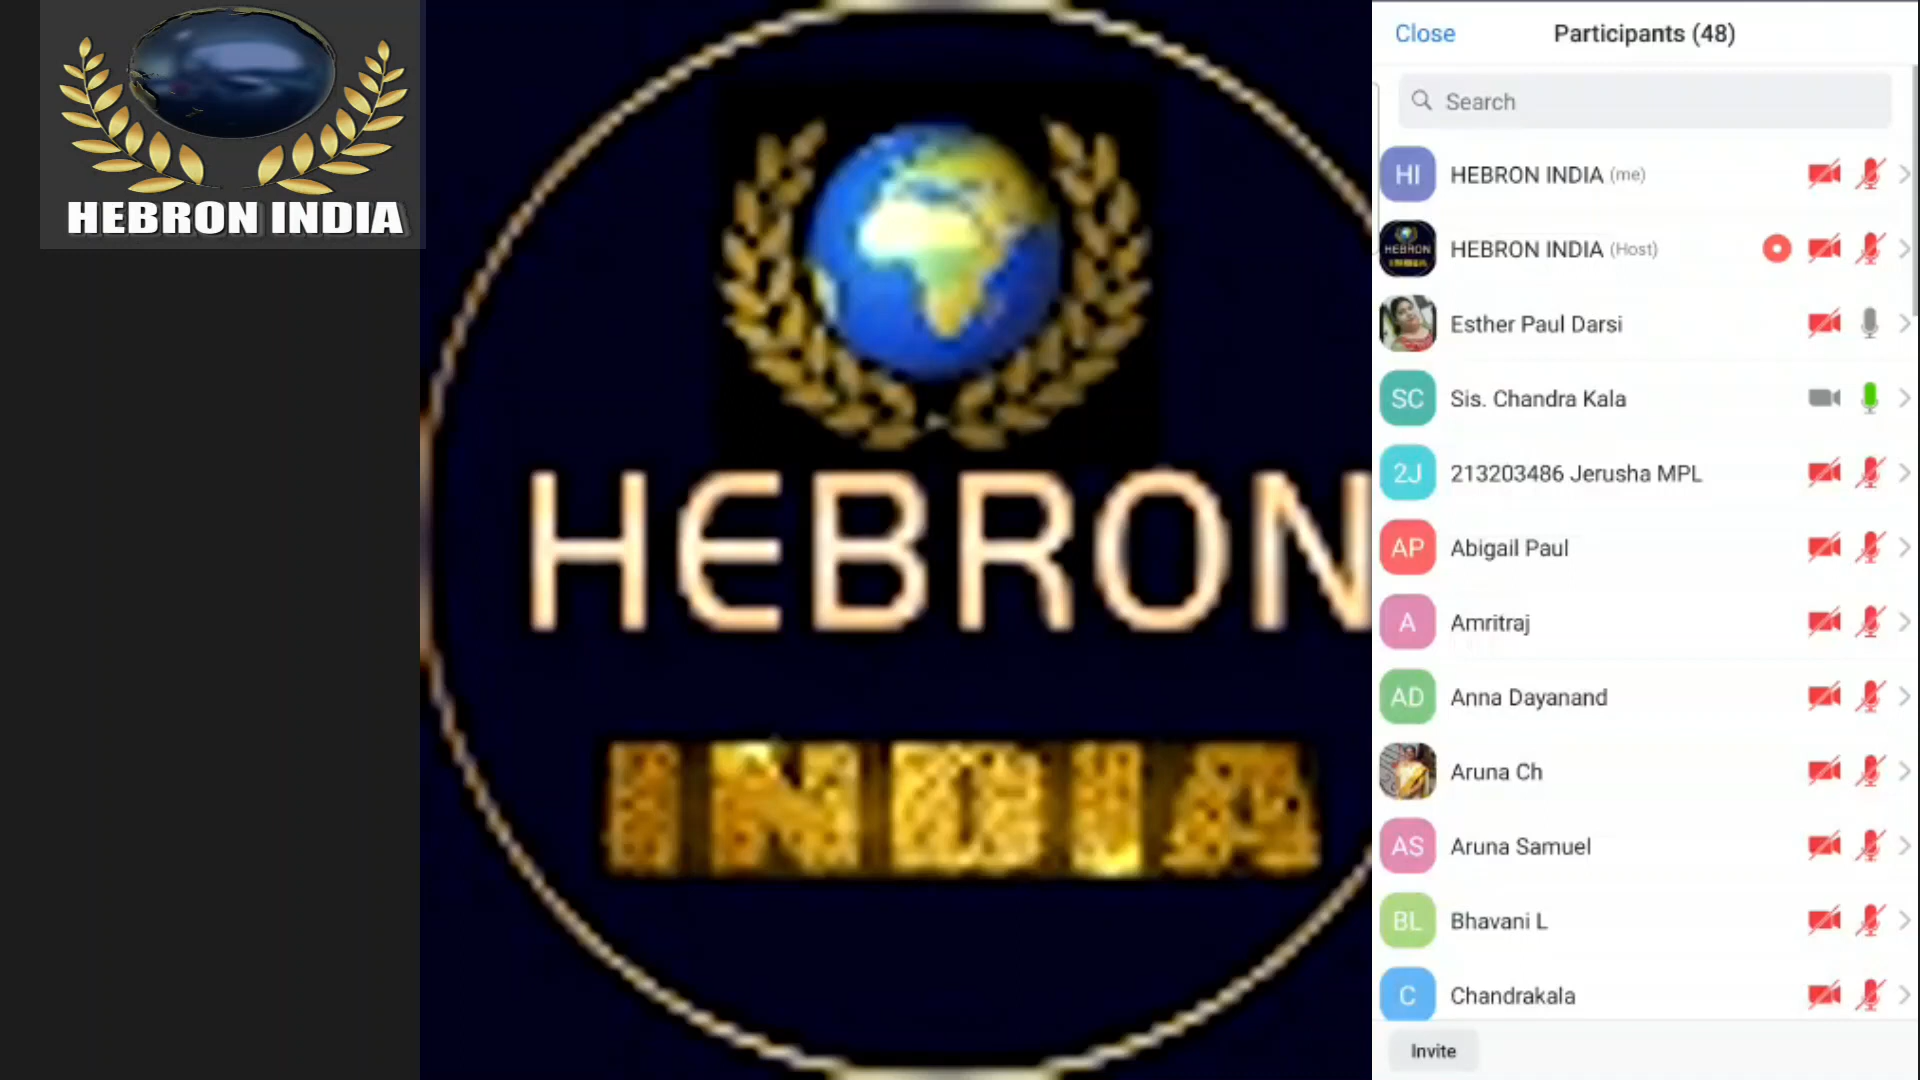 HEBRON INDIA
HEBRON
INDIA
Close
Participants (48)
Search
HI
HEBRON INDIA (me)
HEBRON
INDIA
HEBRON INDIA (Host)
Esther Paul Darsi
SC
Sis. Chandra Kala
2J
213203486 Jerusha MPL
AP
Abigail Paul
A
Amritraj
AD
Anna Dayanand
Aruna Ch
AS
Aruna Samuel
BL
Bhavani L
C
Chandrakala
Invite